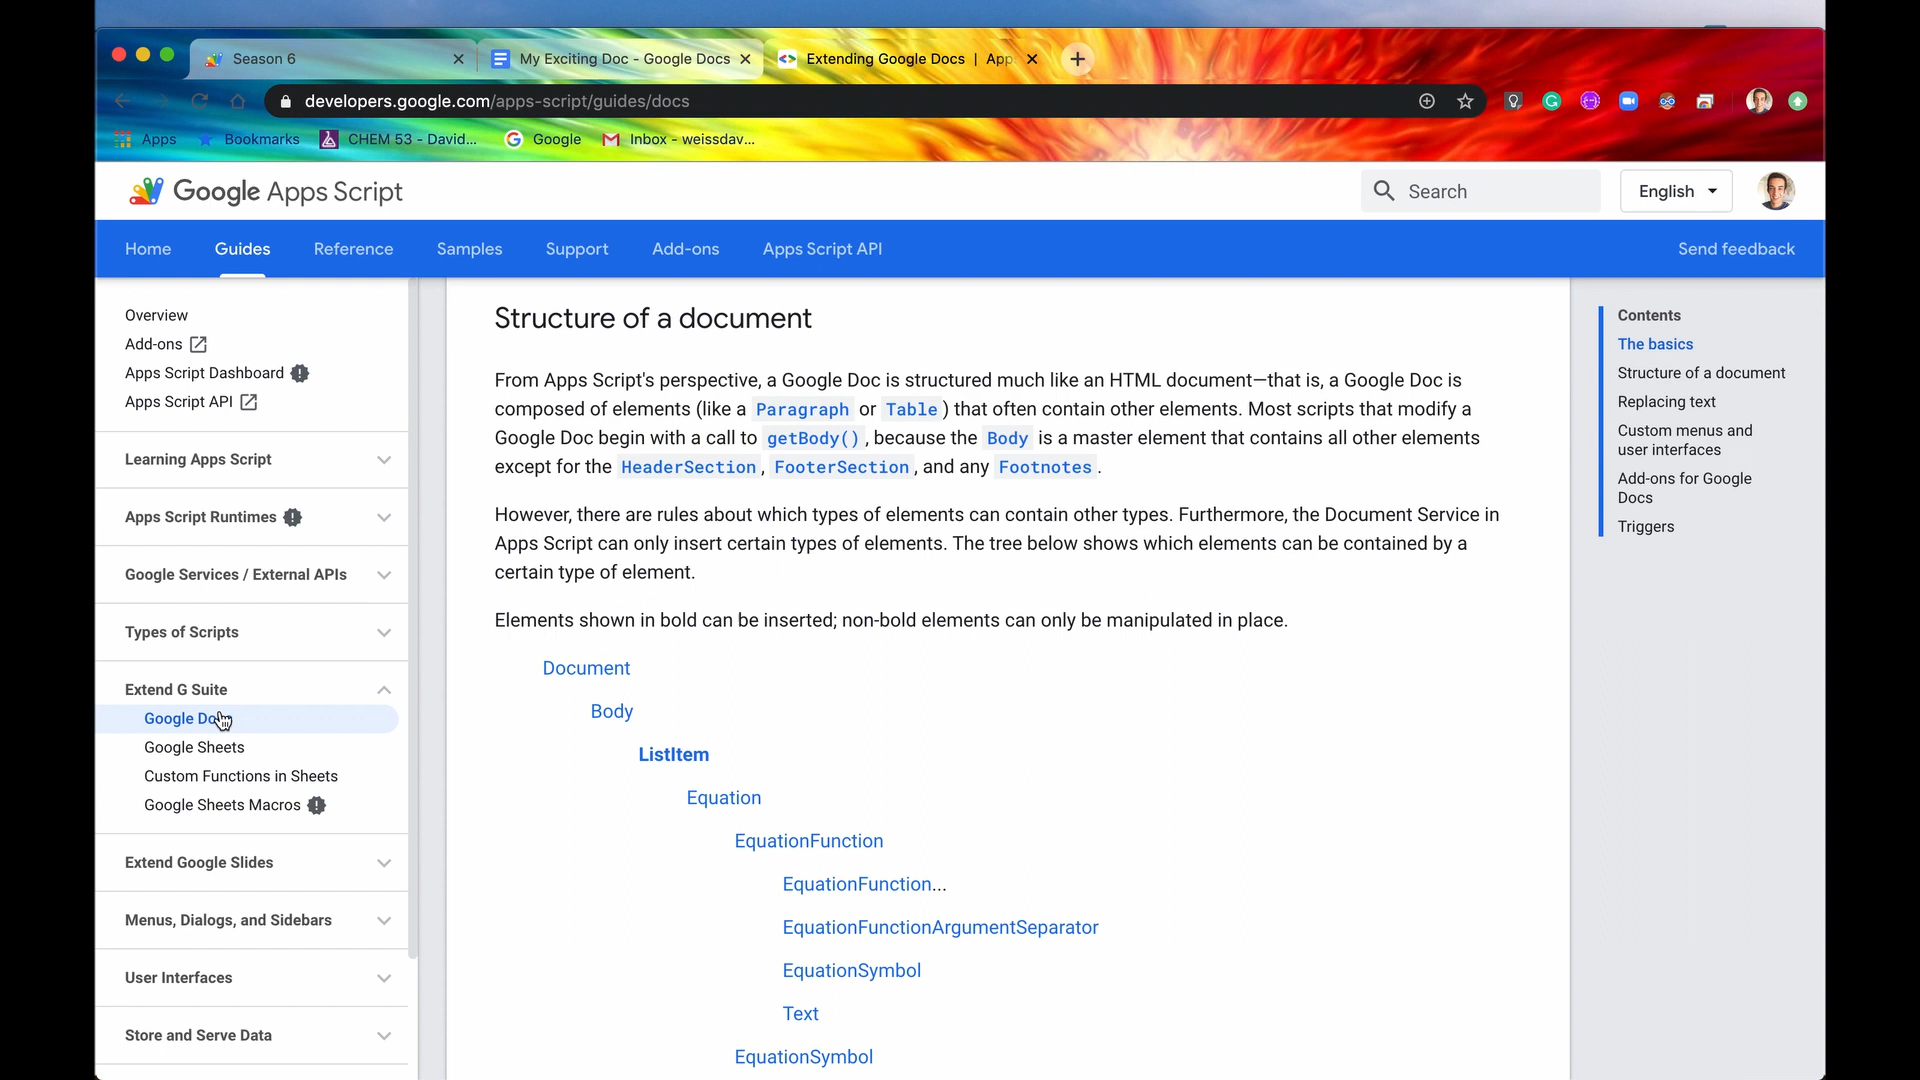 Season 6
My Exciting Doc - Google Docs
Extending Google Docs | App
developers.google.com/apps-script/guides/docs
Apps
Bookmarks
CHEM 53 - David...
Google
Inbox - weissdav...
Google Apps Script
Search
English
Home
Guides
Reference
Samples
Support
Add-ons
Apps Script API
Send feedback
Overview
Add-ons
Apps Script Dashboard
Apps Script API
Learning Apps Script
Apps Script Runtimes
Google Services / External APIs
Types of Scripts
Extend G Suite
Google Do
Google Sheets
Custom Functions in Sheets
Google Sheets Macros
Extend Google Slides
Menus, Dialogs, and Sidebars
User Interfaces
Store and Serve Data
Structure of a document
From Apps Script's perspective, a Google Doc is structured much like an HTML document—that is, a Google Doc is
composed of elements (like a Paragraph or Table ) that often contain other elements. Most scripts that modify a
Google Doc begin with a call to getBody() , because the Body is a master element that contains all other elements
except for the HeaderSection , FooterSection , and any Footnotes .
However, there are rules about which types of elements can contain other types. Furthermore, the Document Service in
Apps Script can only insert certain types of elements. The tree below shows which elements can be contained by a
certain type of element.
Elements shown in bold can be inserted; non-bold elements can only be manipulated in place.
Document
Body
ListItem
Equation
EquationFunction
EquationFunction...
EquationFunctionArgumentSeparator
EquationSymbol
Text
EquationSymbol
Contents
The basics
Structure of a document
Replacing text
Custom menus and
user interfaces
Add-ons for Google
Docs
Triggers